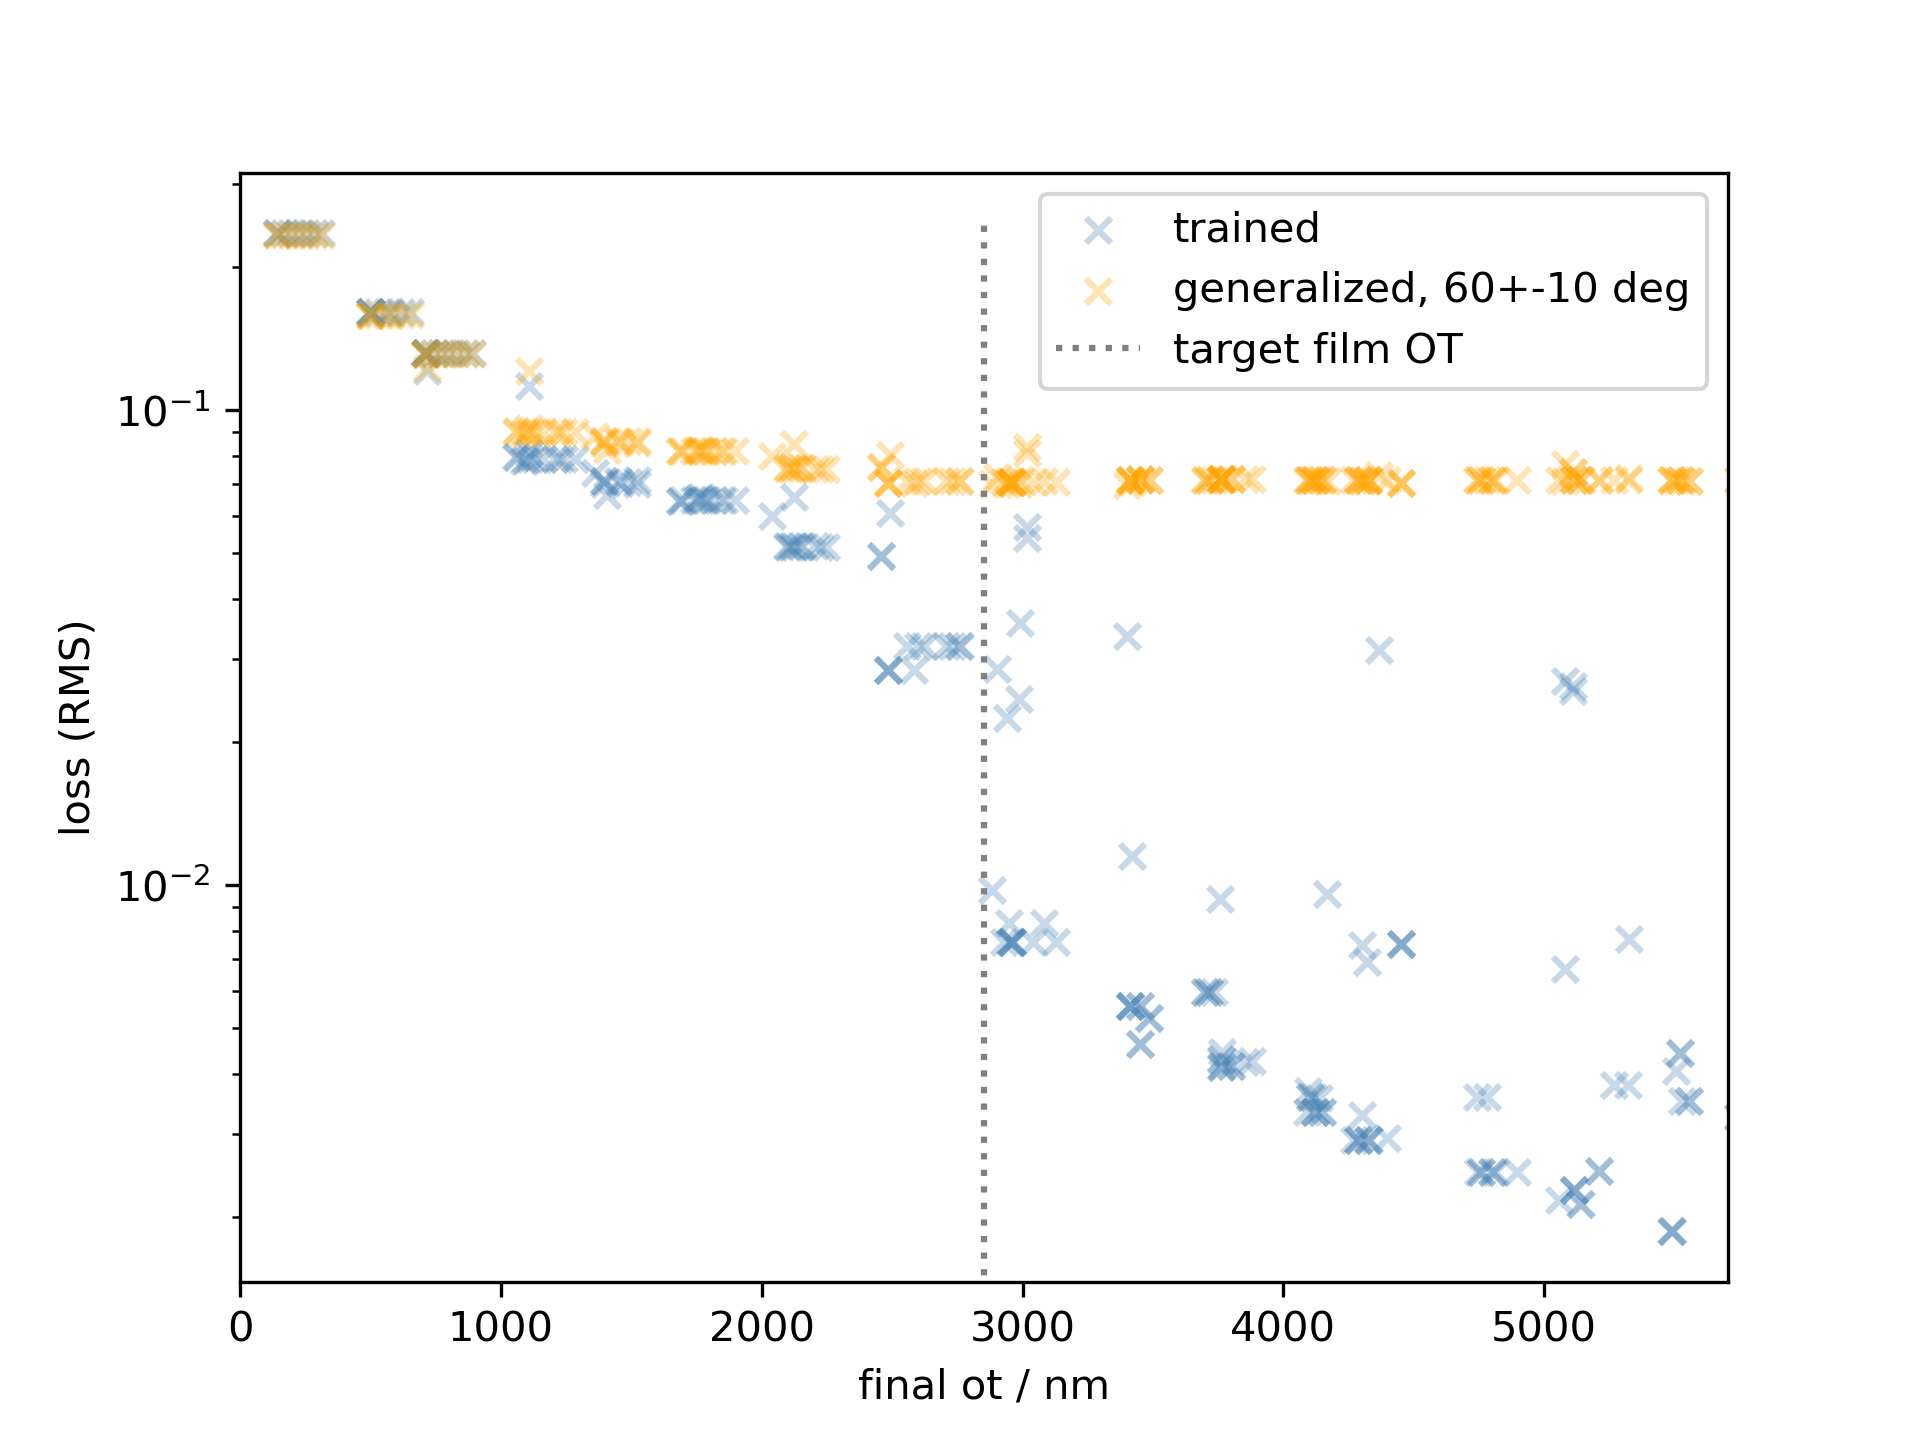 trained
generalized, 60+-10 deg
target film OT
10⁻¹
10⁻²
loss (RMS)
0 1000 2000 3000 4000 5000
final ot / nm